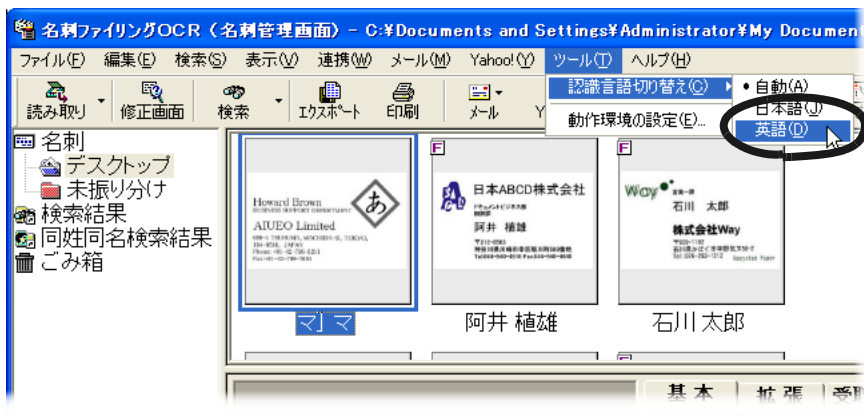 名刺ファイリングOCR（名刺管理画面） - C:¥Documents and Settings¥Administrator¥My Documen
ファイル(F) 編集(E) 検索(S) 表示(V) 連携(W) メール(M) Yahoo!(Y) ツール(T) ヘルプ(H)
認識言語切り替え(C)
● 自動(A)
日本語(J)
英語(D)
動作環境の設定(E)...
読み取り 修正画面 検索 エクスポート 印刷 メール Y
名刺
デスクトップ
未振り分け
検索結果
同姓同名検索結果
ごみ箱
Howard Brown
BUSINESS SUPPORT DEPARTMENT
あ
AIUEO Limited
マ」 マ
F
日本ABCD株式会社
阿井 植雄
阿井 植雄
F
Way
石川 太郎
株式会社Way
Recycled Paper
石川 太郎
基本 拡張 受取